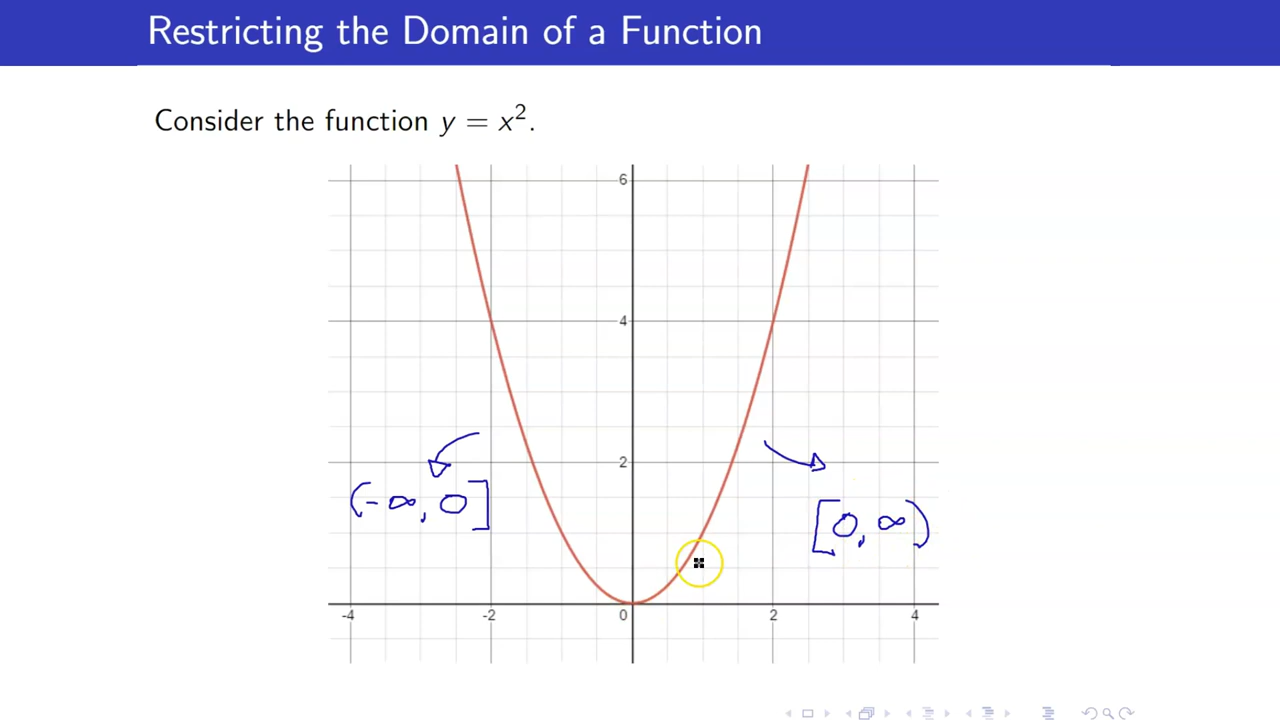 Restricting the Domain of a Function
Consider the function y = x².
6
4
2
(-∞, 0]
[0, ∞)
-4 -2 0 2 4